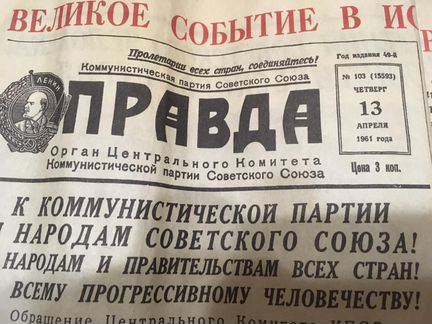 ВЕЛИКОЕ СОБЫТИЕ В
Пролетарии всех стран, соединяйтесь!
Коммунистическая партия Советского Союза
ЛЕНИН
ПРАВДА
Орган Центрального Комитета
Коммунистической партии Советского Союза
Год издания 49-й
№ 103 (15593)
ЧЕТВЕРГ
13
АПРЕЛЯ
1961 года
Цена 3 коп.
К КОММУНИСТИЧЕСКОЙ ПАРТИИ
И НАРОДАМ СОВЕТСКОГО СОЮЗА!
НАРОДАМ И ПРАВИТЕЛЬСТВАМ ВСЕХ СТРАН!
ВСЕМУ ПРОГРЕССИВНОМУ ЧЕЛОВЕЧЕСТВУ!
Обращение Центрального Комитета КПСС